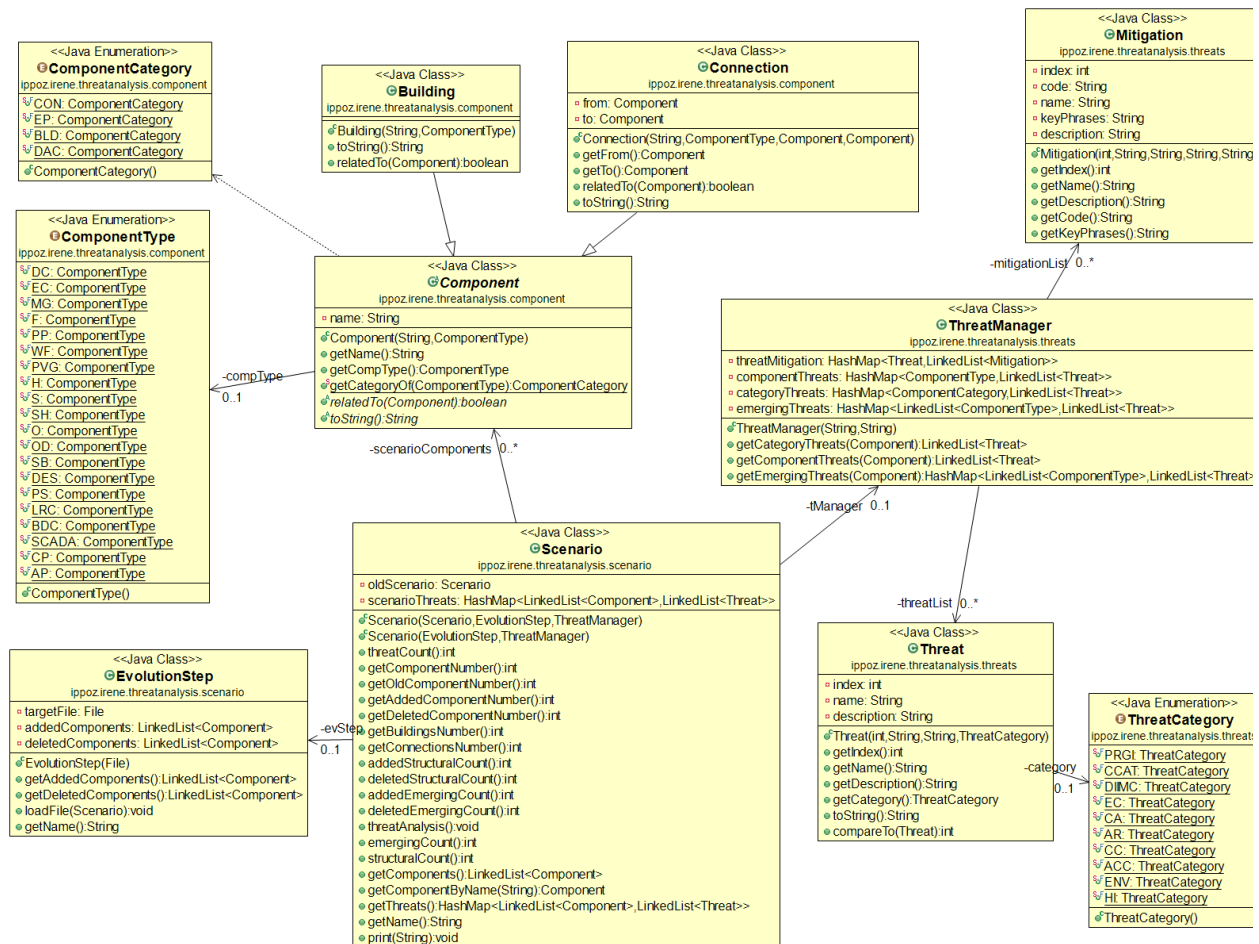 <<Java Enumeration>>
ComponentCategory
ippoz.irene.threatanalysis.component
CON: ComponentCategory
EP: ComponentCategory
BLD: ComponentCategory
DAC: ComponentCategory
ComponentCategory()
<<Java Class>>
Building
ippoz.irene.threatanalysis.component
Building(String,ComponentType)
toString():String
relatedTo(Component):boolean
<<Java Class>>
Connection
ippoz.irene.threatanalysis.component
from: Component
to: Component
Connection(String,ComponentType,Component,Component)
getFrom():Component
getTo():Component
relatedTo(Component):boolean
toString():String
<<Java Class>>
Mitigation
ippoz.irene.threatanalysis.threats
index: int
code: String
name: String
keyPhrases: String
description: String
Mitigation(int,String,String,String,String)
getIndex():int
getName():String
getDescription():String
getCode():String
getKeyPhrases():String
<<Java Enumeration>>
ComponentType
ippoz.irene.threatanalysis.component
DC: ComponentType
EC: ComponentType
MG: ComponentType
F: ComponentType
PP: ComponentType
WF: ComponentType
PVG: ComponentType
H: ComponentType
S: ComponentType
SH: ComponentType
O: ComponentType
OD: ComponentType
SB: ComponentType
DES: ComponentType
PS: ComponentType
LRC: ComponentType
BDC: ComponentType
SCADA: ComponentType
CP: ComponentType
AP: ComponentType
ComponentType()
<<Java Class>>
Component
ippoz.irene.threatanalysis.component
name: String
Component(String,ComponentType)
getName():String
getCompType():ComponentType
getCategoryOf(ComponentType):ComponentCategory
relatedTo(Component):boolean
toString():String
-compType
0..1
-scenarioComponents 0..*
-mitigationList 0..*
<<Java Class>>
ThreatManager
ippoz.irene.threatanalysis.threats
threatMitigation: HashMap<Threat,LinkedList<Mitigation>>
componentThreats: HashMap<ComponentType,LinkedList<Threat>>
categoryThreats: HashMap<ComponentCategory,LinkedList<Threat>>
emergingThreats: HashMap<LinkedList<ComponentType>,LinkedList<Threat>>
ThreatManager(String,String)
getCategoryThreats(Component):LinkedList<Threat>
getComponentThreats(Component):LinkedList<Threat>
getEmergingThreats(Component):HashMap<LinkedList<ComponentType>,LinkedList<Threat>
-tManager 0..1
-threatList 0..*
<<Java Class>>
Scenario
ippoz.irene.threatanalysis.scenario
oldScenario: Scenario
scenarioThreats: HashMap<LinkedList<Component>,LinkedList<Threat>>
Scenario(Scenario,EvolutionStep,ThreatManager)
Scenario(EvolutionStep,ThreatManager)
threatCount():int
getComponentNumber():int
getOldComponentNumber():int
getAddedComponentNumber():int
getDeletedComponentNumber():int
getBuildingsNumber():int
getConnectionsNumber():int
addedStructuralCount():int
deletedStructuralCount():int
addedEmergingCount():int
deletedEmergingCount():int
threatAnalysis():void
emergingCount():int
structuralCount():int
getComponents():LinkedList<Component>
getComponentByName(String):Component
getThreats():HashMap<LinkedList<Component>,LinkedList<Threat>>
getName():String
print(String):void
<<Java Class>>
EvolutionStep
ippoz.irene.threatanalysis.scenario
targetFile: File
addedComponents: LinkedList<Component>
deletedComponents: LinkedList<Component>
EvolutionStep(File)
getAddedComponents():LinkedList<Component>
getDeletedComponents():LinkedList<Component>
loadFile(Scenario):void
getName():String
-evStep
0..1
<<Java Class>>
Threat
ippoz.irene.threatanalysis.threats
index: int
name: String
description: String
Threat(int,String,String,ThreatCategory)
getIndex():int
getName():String
getDescription():String
getCategory():ThreatCategory
toString():String
compareTo(Threat):int
-category
0..1
<<Java Enumeration>>
ThreatCategory
ippoz.irene.threatanalysis.threats
PRGI: ThreatCategory
CCAT: ThreatCategory
DIIMC: ThreatCategory
EC: ThreatCategory
CA: ThreatCategory
AR: ThreatCategory
CC: ThreatCategory
ACC: ThreatCategory
ENV: ThreatCategory
HI: ThreatCategory
ThreatCategory()